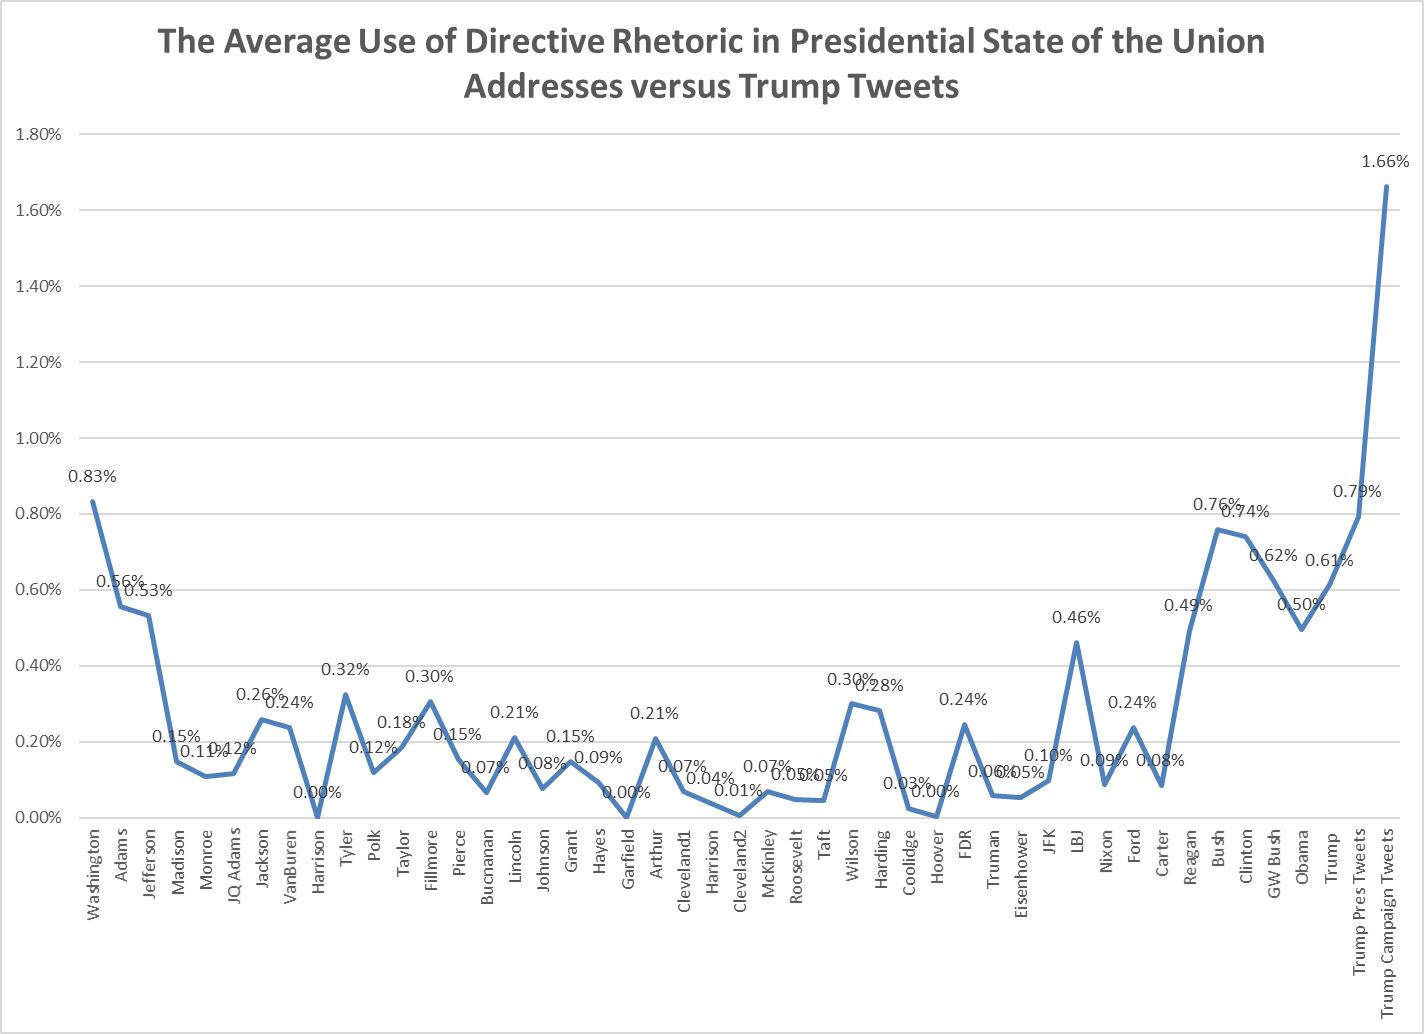 The Average Use of Directive Rhetoric in Presidential State of the Union
Addresses versus Trump Tweets
1.80%
1.60%
1.40%
1.20%
1.00%
0.80%
0.60%
0.40%
0.20%
0.00%
0.83%
0.56%
0.53%
0.15%
0.11%
0.12%
0.26%
0.24%
0.00%
0.32%
0.12%
0.18%
0.30%
0.15%
0.07%
0.21%
0.08%
0.15%
0.09%
0.00%
0.21%
0.07%
0.04%
0.01%
0.07%
0.05%
0.05%
0.30%
0.28%
0.03%
0.00%
0.24%
0.06%
0.05%
0.10%
0.46%
0.09%
0.24%
0.08%
0.49%
0.76%
0.74%
0.62%
0.50%
0.61%
0.79%
1.66%
Washington
Adams
Jefferson
Madison
Monroe
JQ Adams
Jackson
VanBuren
Harrison
Tyler
Polk
Taylor
Fillmore
Pierce
Bucnanan
Lincoln
Johnson
Grant
Hayes
Garfield
Arthur
Cleveland1
Harrison
Cleveland2
McKinley
Roosevelt
Taft
Wilson
Harding
Coolidge
Hoover
FDR
Truman
Eisenhower
JFK
LBJ
Nixon
Ford
Carter
Reagan
Bush
Clinton
GW Bush
Obama
Trump
Trump Pres Tweets
Trump Campaign Tweets